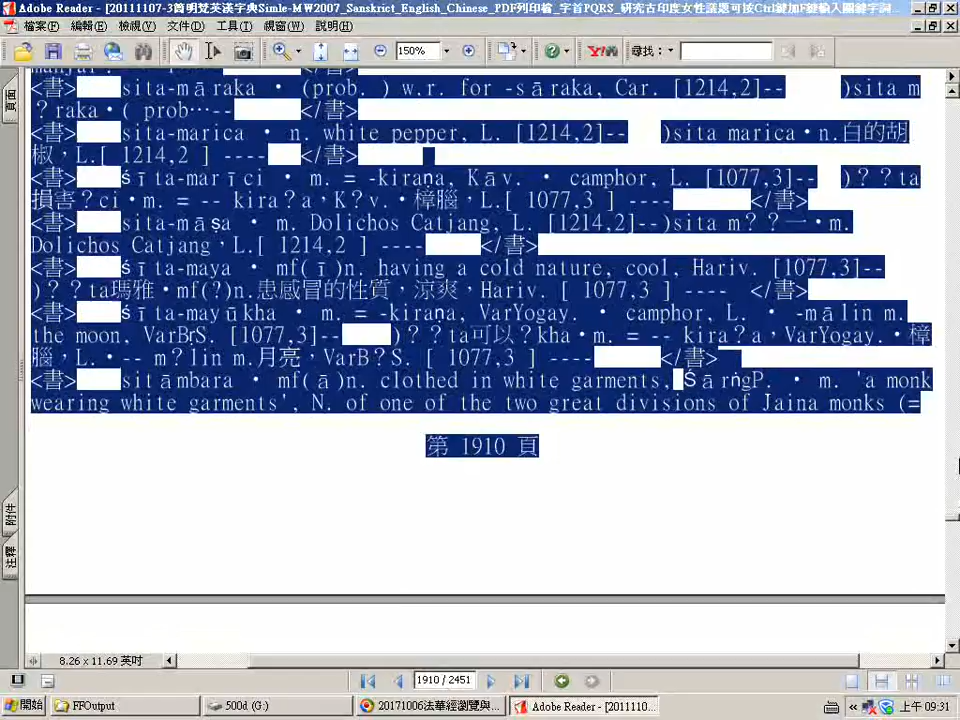 Adobe Reader - [20111107-3簡明梵英漢字典Simle-MW2007_Sanskrict_English_Chinese_PDF列印檔_字首PQRS_研究古印度女性議題可按Ctrl鍵加F鍵輸入關鍵字詞...
檔案(F) 編輯(E) 檢視(V) 文件(D) 工具(T) 視窗(W) 說明(H)
150% 尋找：
頁面
<書> sita-māraka • (prob. ) w.r. for -sāraka, Car. [1214,2]-- )sita m
？raka•( prob…-- </書>
<書> sita-marica • n. white pepper, L. [1214,2]-- )sita marica•n.白的胡
椒，L.[ 1214,2 ] ---- </書>
<書> śīta-marīci • m. = -kiraṇa, Kāv. • camphor, L. [1077,3]-- )？？ta
損害？ci•m. = -- kira？a，K？v.•樟腦，L.[ 1077,3 ] ---- </書>
<書> sita-māṣa • m. Dolichos Catjang, L. [1214,2]--)sita m？？一•m.
Dolichos Catjang，L.[ 1214,2 ] ---- </書>
<書> śīta-maya • mf(ī)n. having a cold nature, cool, Hariv. [1077,3]--
)？？ta瑪雅•mf(?)n.患感冒的性質，涼爽，Hariv. [ 1077,3 ] ---- </書>
<書> śīta-mayūkha • m. = -kiraṇa, VarYogay. • camphor, L. • -mālin m.
the moon, VarBṛS. [1077,3]-- )？？ta可以？kha•m. = -- kira？a，VarYogay.•樟
腦，L.•-- m？lin m.月亮，VarB？S. [ 1077,3 ] ---- </書>
<書> sitāmbara • mf(ā)n. clothed in white garments, ŚārṅgP. • m. 'a monk
wearing white garments', N. of one of the two great divisions of Jaina monks (=
第 1910 頁
附件
注釋
8.26 x 11.69 英吋
1910 / 2451
開始 FFOutput 500d (G:) 20171006法華經瀏覽與... Adobe Reader - [2011110... 上午 09:31